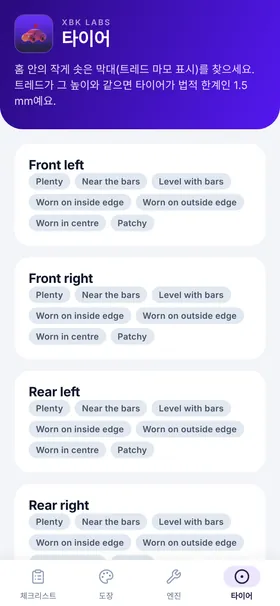 XBK LABS
타이어
홈 안의 작게 솟은 막대(트레드 마모 표시)를 찾으세요.
트레드가 그 높이와 같으면 타이어가 법적 한계인 1.5
mm예요.
Front left
Plenty Near the bars Level with bars
Worn on inside edge Worn on outside edge
Worn in centre Patchy
Front right
Plenty Near the bars Level with bars
Worn on inside edge Worn on outside edge
Worn in centre Patchy
Rear left
Plenty Near the bars Level with bars
Worn on inside edge Worn on outside edge
Worn in centre Patchy
Rear right
Plenty Near the bars Level with bars
Worn on inside edge Worn on outside edge
체크리스트 도장 엔진 타이어